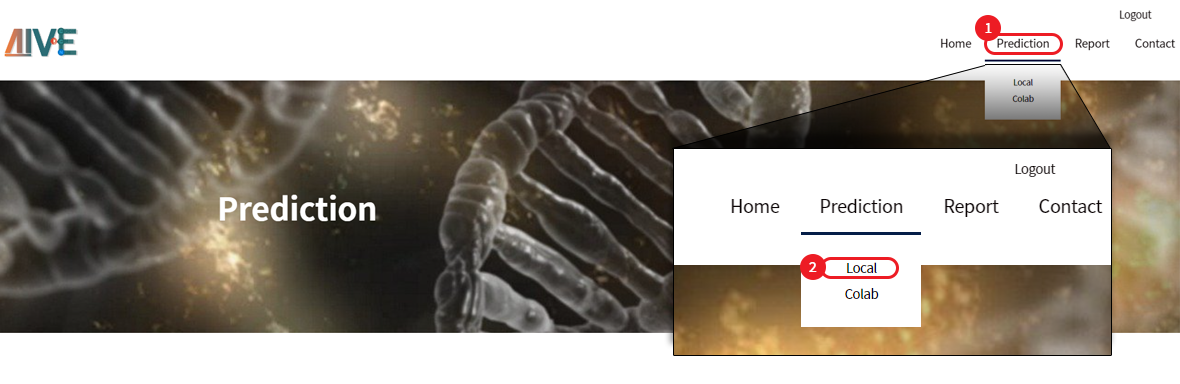 AIVE
Logout
1
Home Prediction Report Contact
Local
Colab
Prediction
Logout
Home Prediction Report Contact
2 Local
Colab